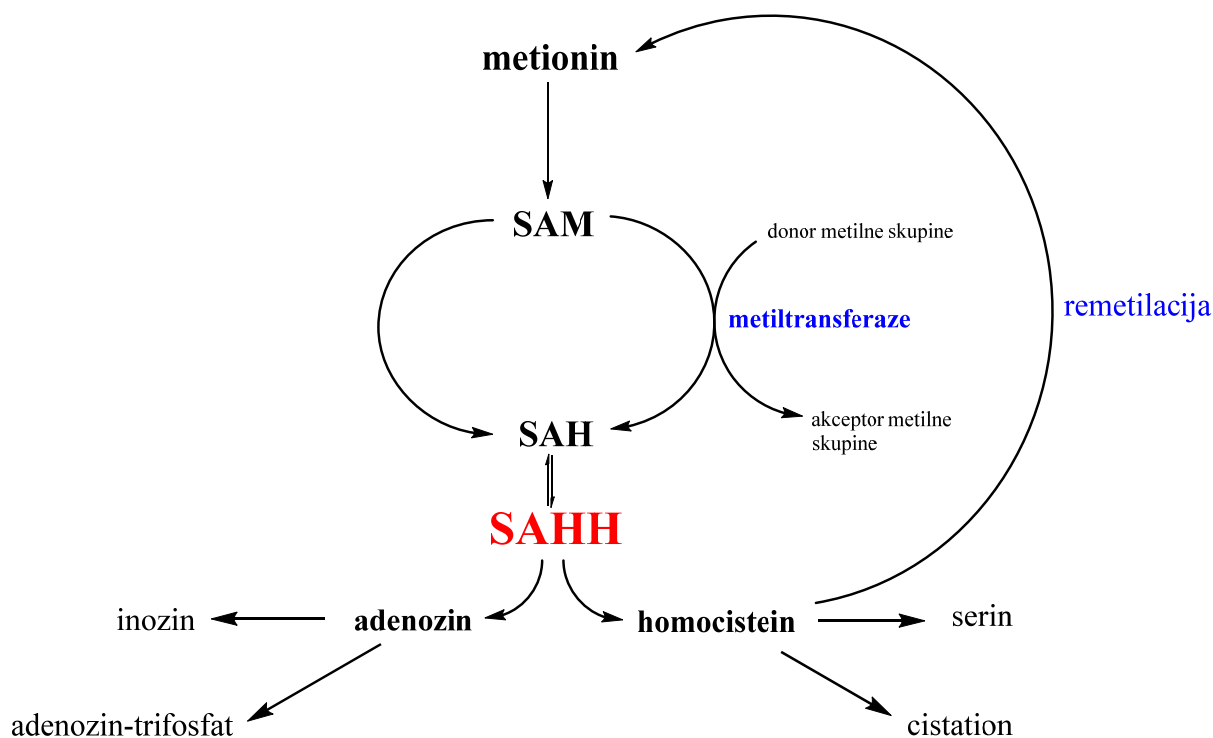 metionin
SAM
donor metilne skupine
remetilacija
metiltransferaze
akceptor metilne
skupine
SAH
SAHH
inozin
adenozin
homocistein
serin
adenozin-trifosfat
cistation